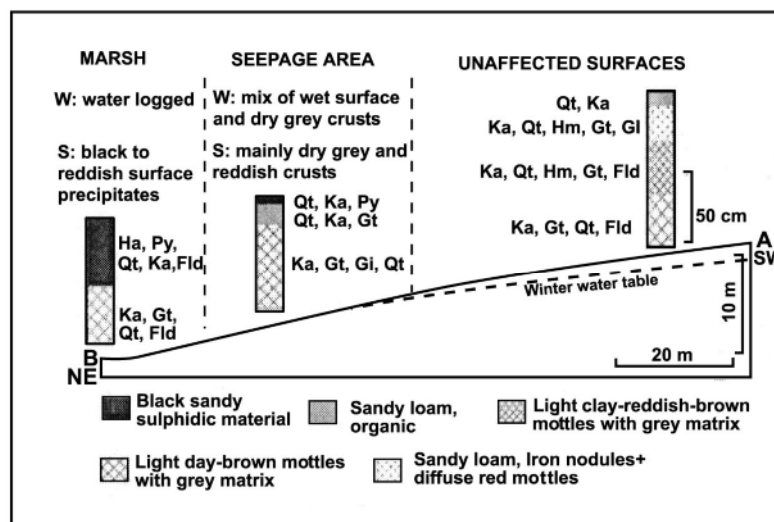 MARSH
W: water logged
S: black to
reddish surface
precipitates
Ha, Py,
Qt, Ka,Fld
Ka, Gt,
Qt, Fld
SEEPAGE AREA
W: mix of wet surface
and dry grey crusts
S: mainly dry grey and
reddish crusts
Qt, Ka, Py
Qt, Ka, Gt
Ka, Gt, Gi, Qt
UNAFFECTED SURFACES
Qt, Ka
Ka, Qt, Hm, Gt, Gl
Ka, Qt, Hm, Gt, Fld
Ka, Gt, Qt, Fld
50 cm
A
SW
Winter water table
10 m
20 m
B
NE
Black sandy
sulphidic material
Sandy loam,
organic
Light clay-reddish-brown
mottles with grey matrix
Light day-brown mottles
with grey matrix
Sandy loam, Iron nodules+
diffuse red mottles